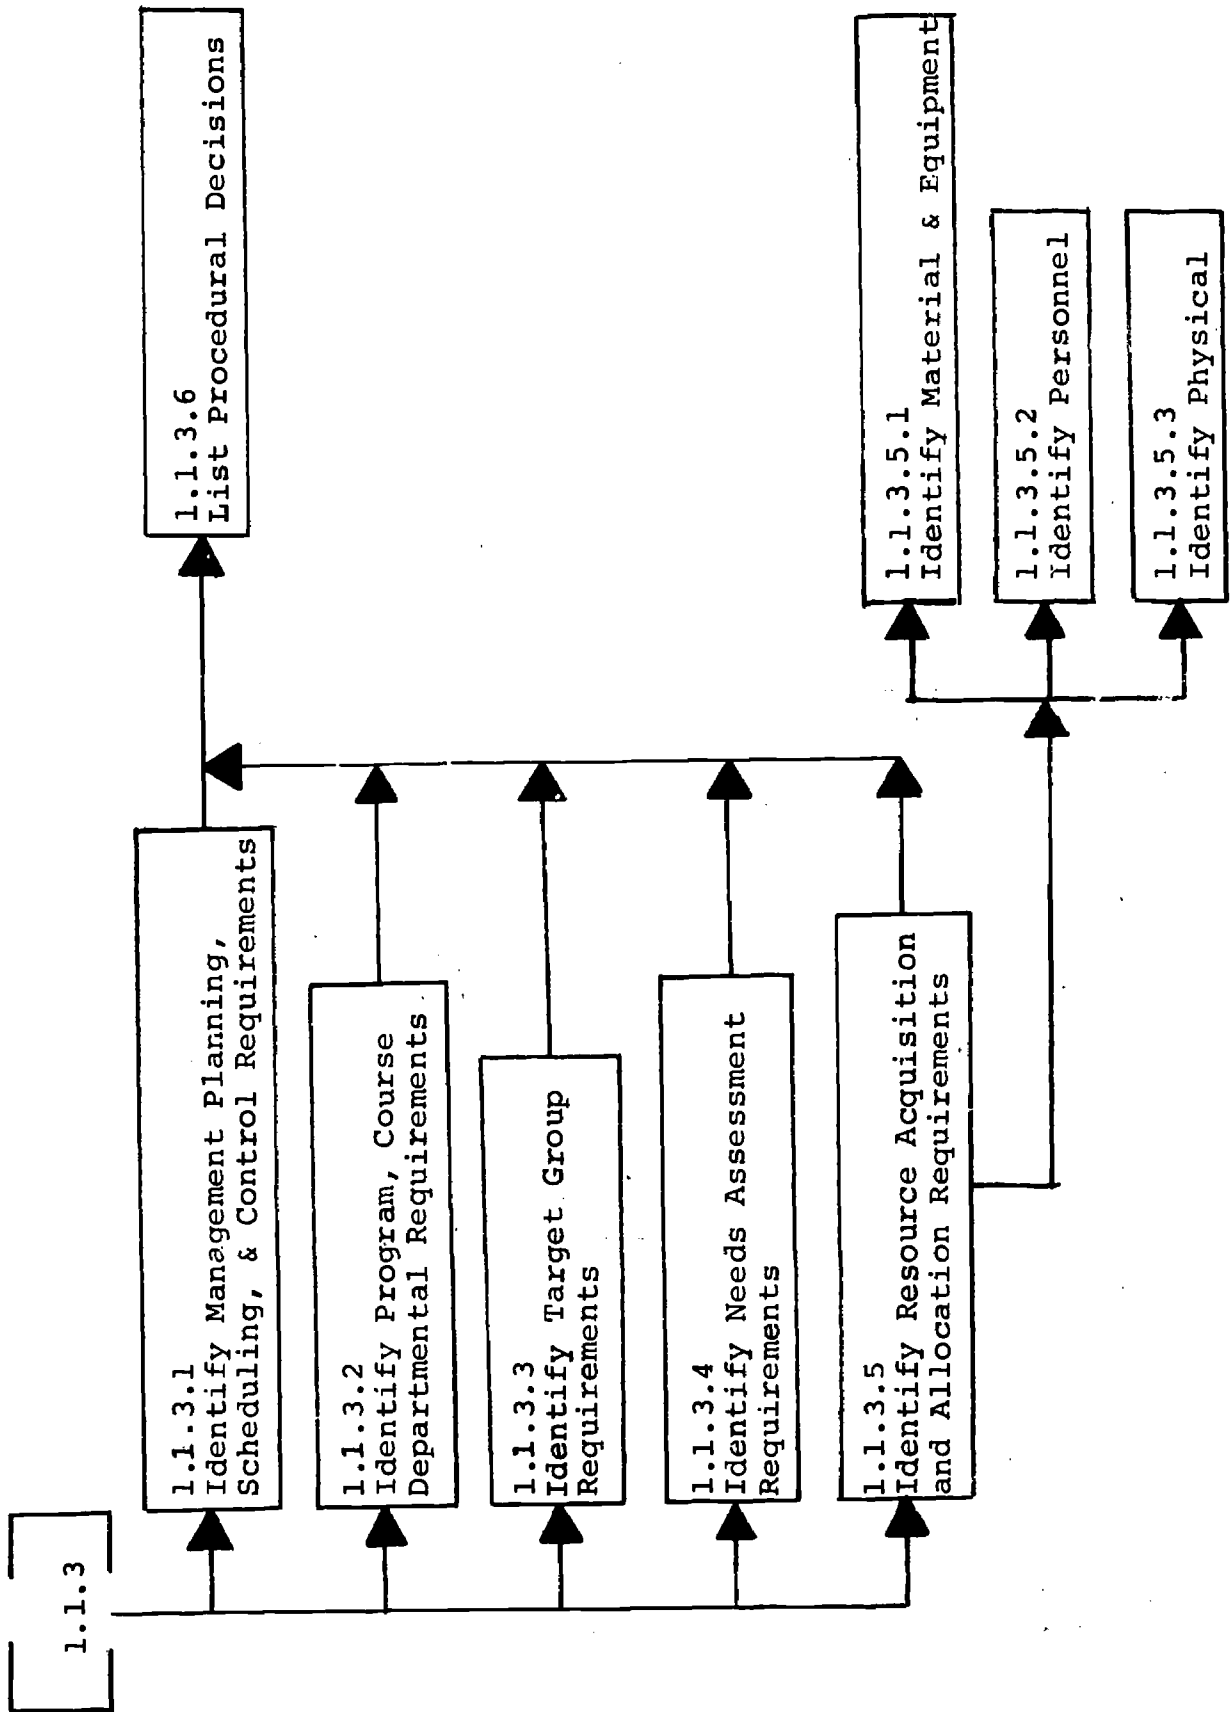 1.1.3
1.1.3.1
Identify Management Planning,
Scheduling, & Control Requirements
1.1.3.2
Identify Program, Course
Departmental Requirements
1.1.3.3
Identify Target Group
Requirements
1.1.3.4
Identify Needs Assessment
Requirements
1.1.3.5
Identify Resource Acquisition
and Allocation Requirements
1.1.3.6
List Procedural Decisions
1.1.3.5.1
Identify Material & Equipment
1.1.3.5.2
Identify Personnel
1.1.3.5.3
Identify Physical